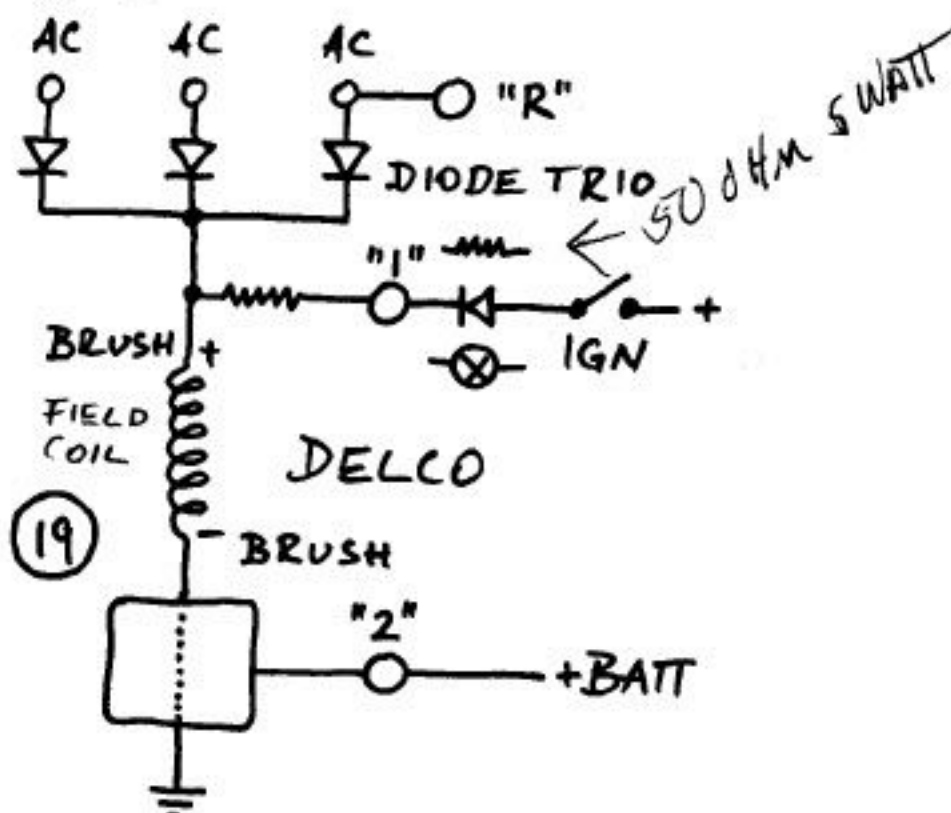 AC AC AC
"R"
DIODE TRIO
50 OHM 5 WATT
"1"
+
IGN
BRUSH +
FIELD
COIL
DELCO
19
- BRUSH
"2"
+BATT